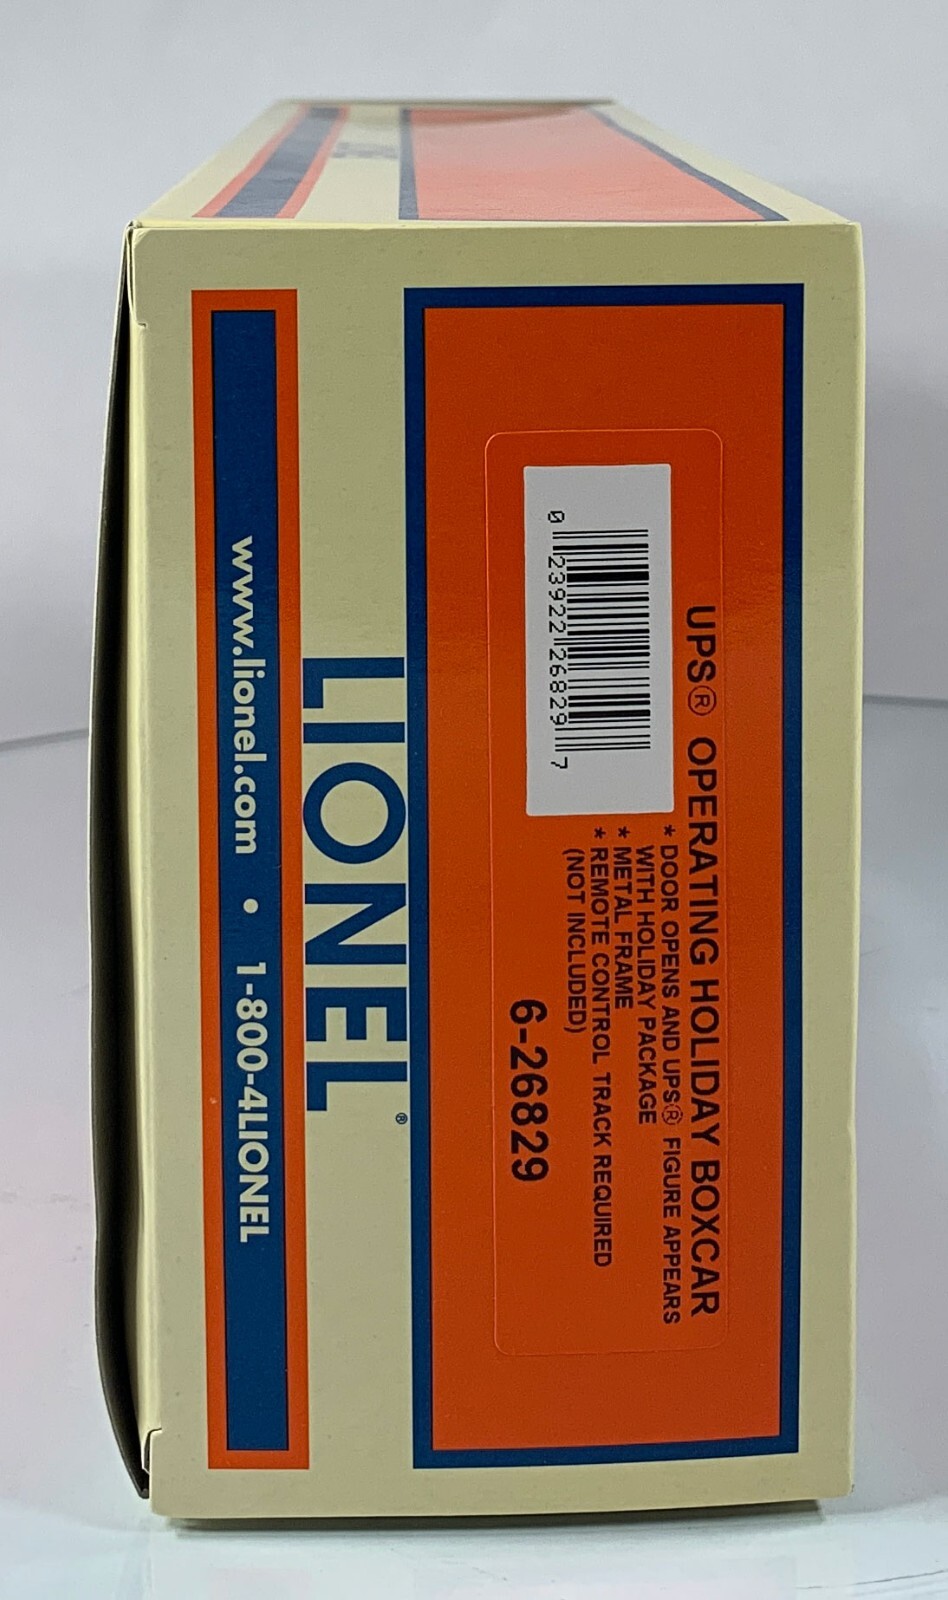 UPS® OPERATING HOLIDAY BOXCAR
* DOOR OPENS AND UPS® FIGURE APPEARS
WITH HOLIDAY PACKAGE
* METAL FRAME
* REMOTE CONTROL TRACK REQUIRED
(NOT INCLUDED)
0 23922 26829 7
6-26829
LIONEL®
www.lionel.com • 1-800-4LIONEL